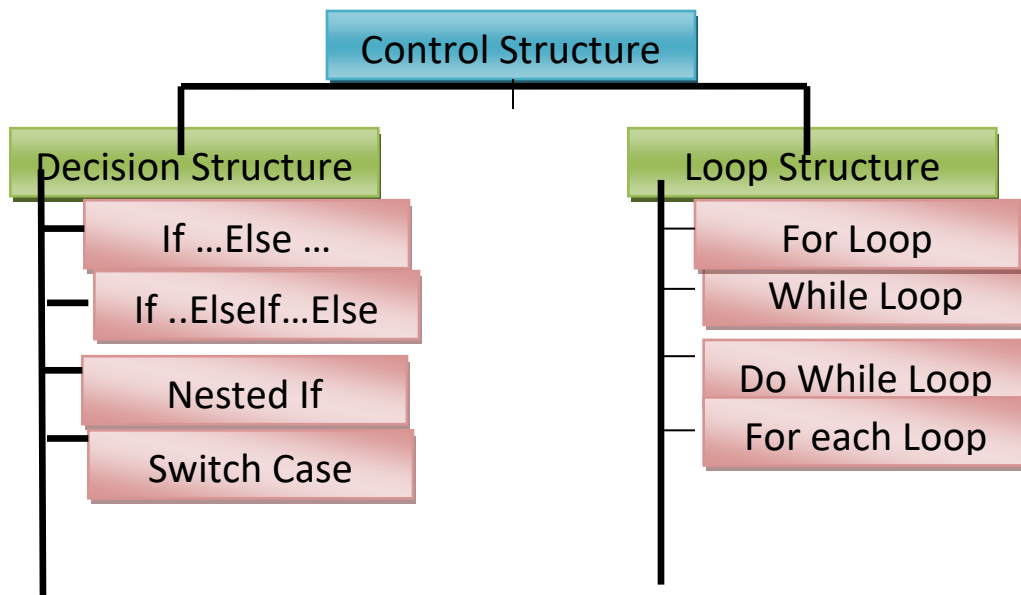 Control Structure
Decision Structure
If ...Else ...
If ..ElseIf...Else
Nested If
Switch Case
Loop Structure
For Loop
While Loop
Do While Loop
For each Loop